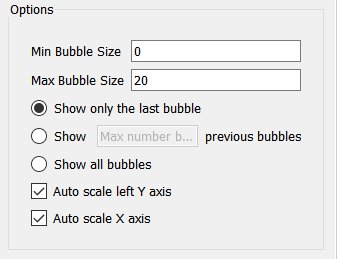 Options
Min Bubble Size 0
Max Bubble Size 20
Show only the last bubble
Show Max number b... previous bubbles
Show all bubbles
Auto scale left Y axis
Auto scale X axis